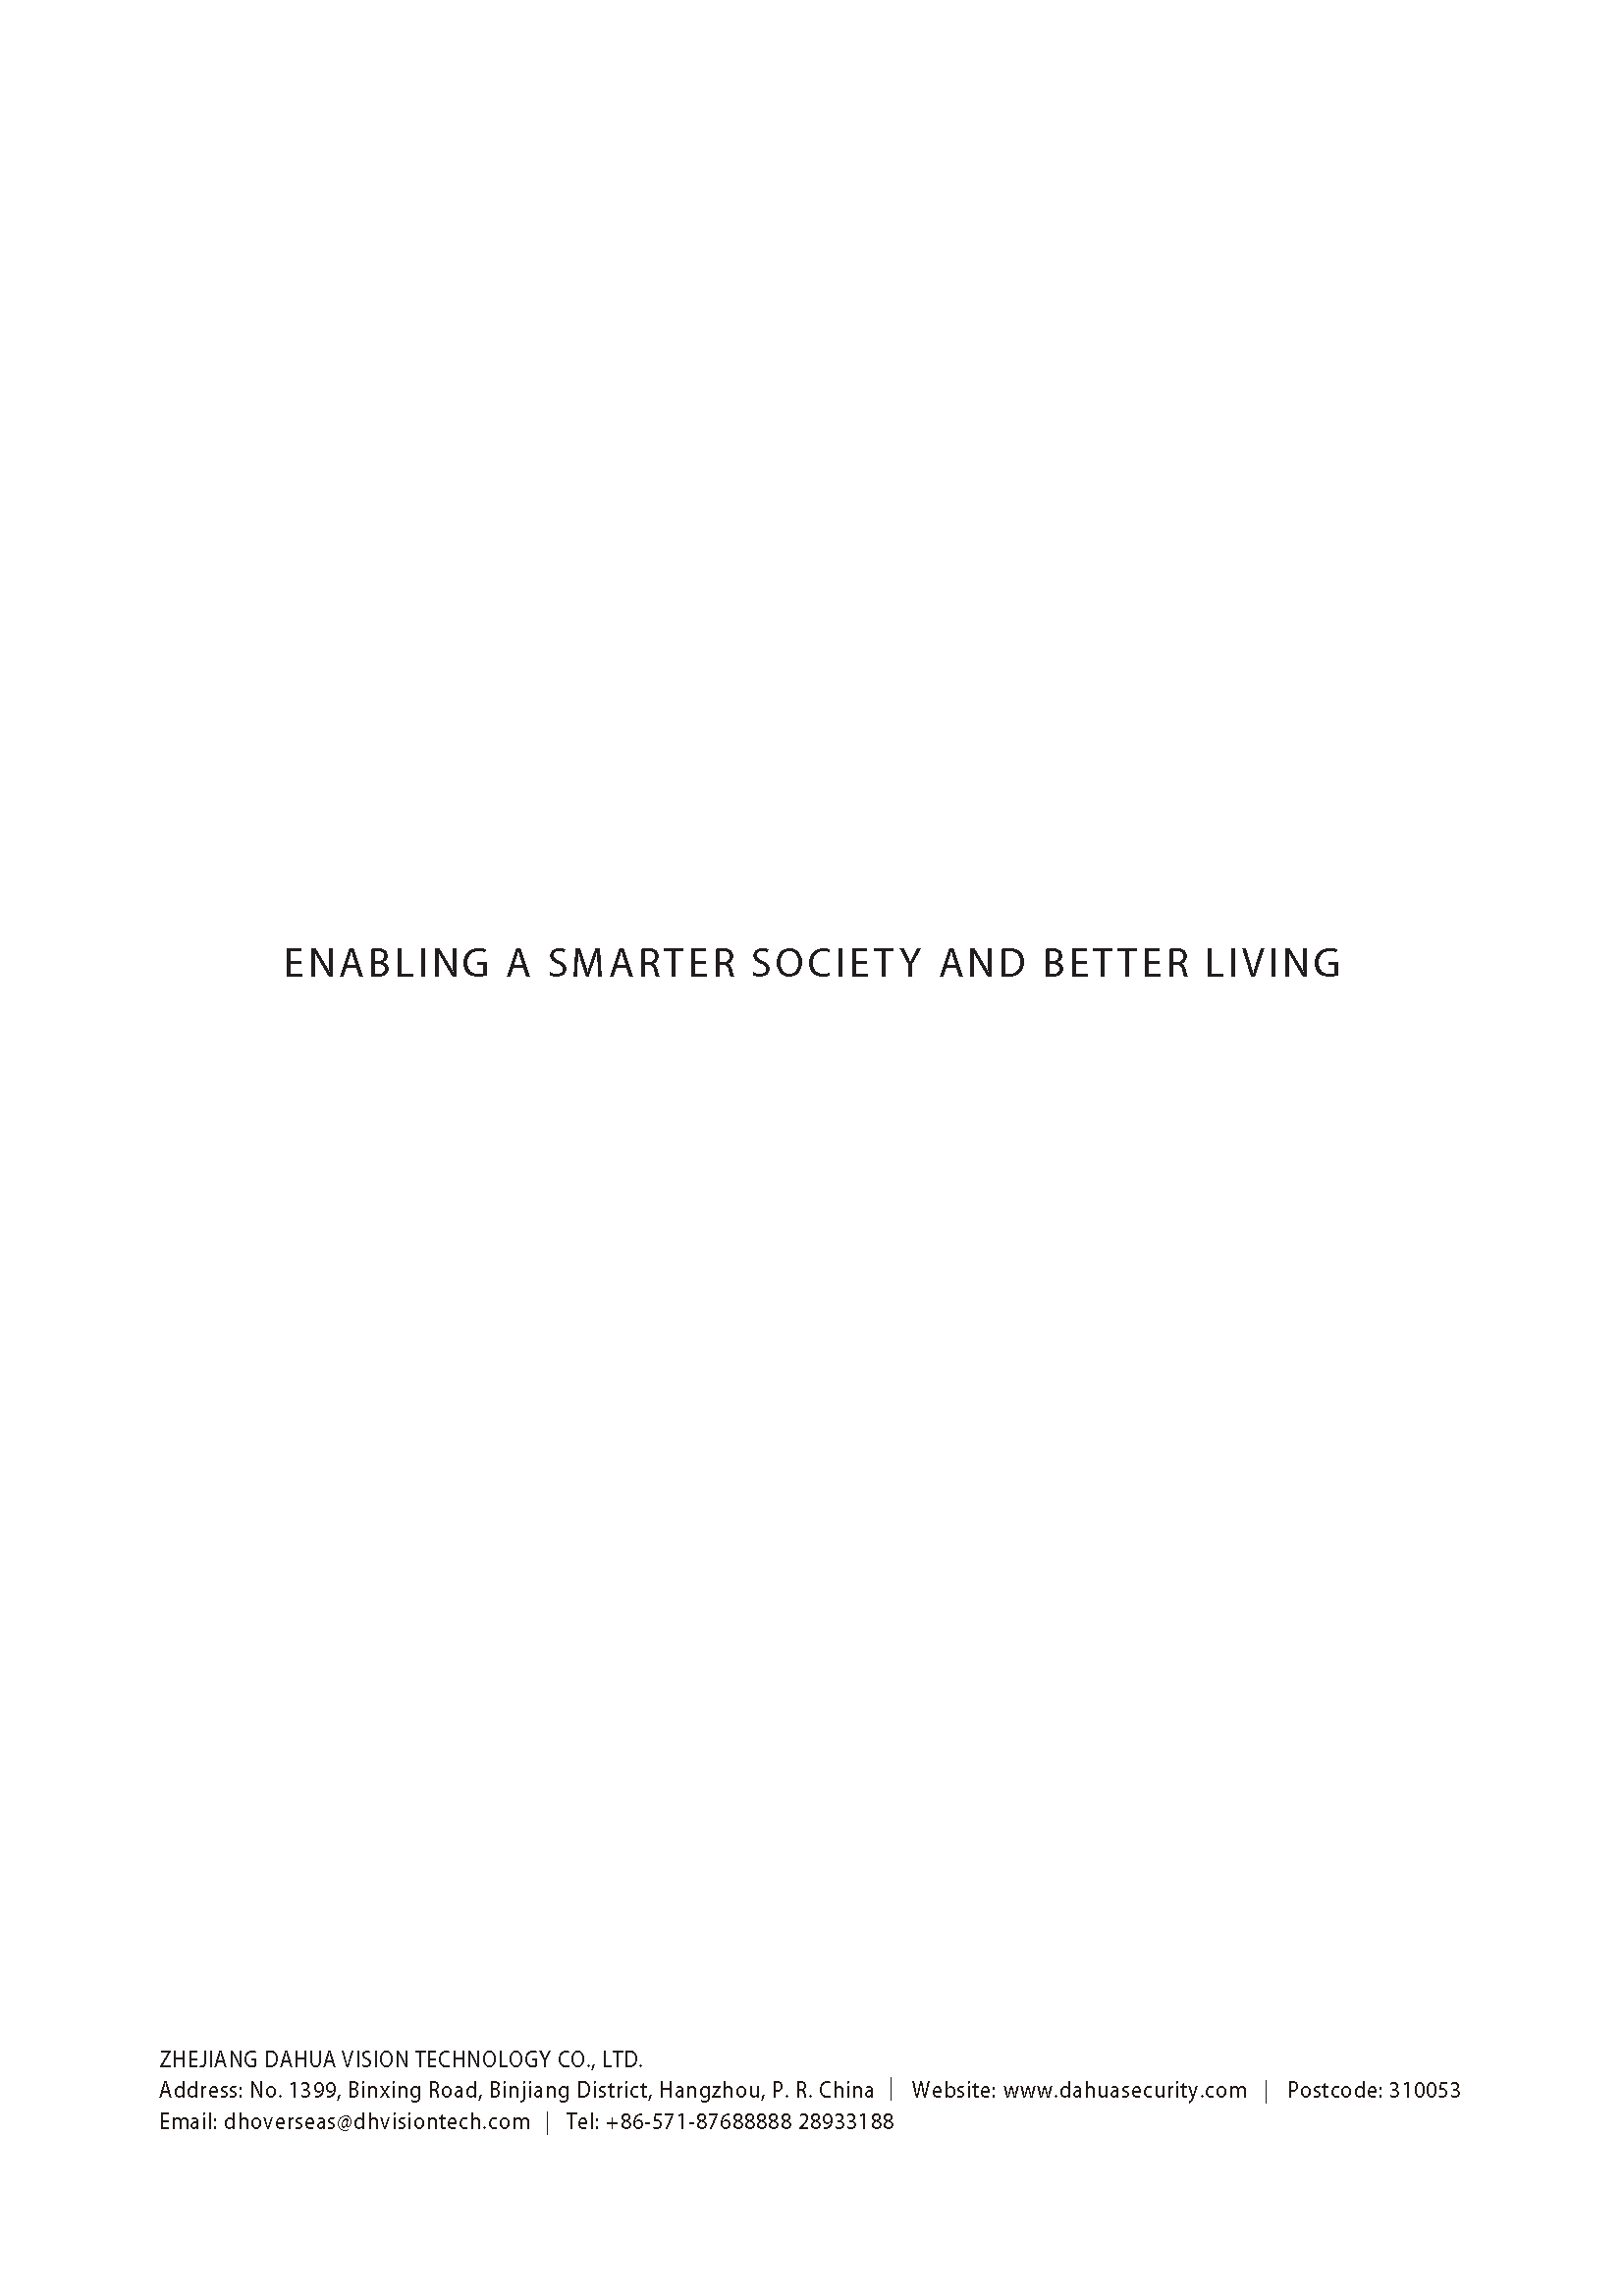 ENABLING A SMARTER SOCIETY AND BETTER LIVING
ZHEJIANG DAHUA VISION TECHNOLOGY CO., LTD.
Address: No. 1399, Binxing Road, Binjiang District, Hangzhou, P. R. China | Website: www.dahuasecurity.com | Postcode: 310053
Email: dhoverseas@dhvisiontech.com | Tel: +86-571-87688888 28933188